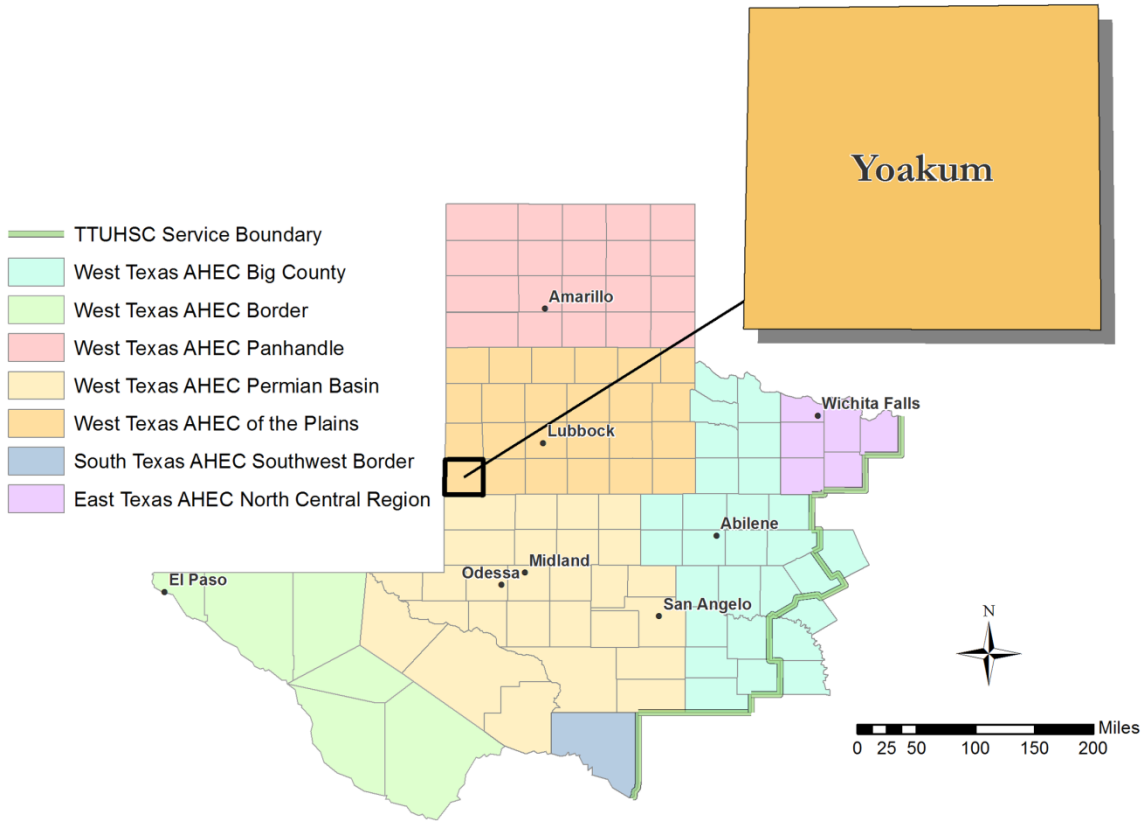 Yoakum
TTUHSC Service Boundary
West Texas AHEC Big County
West Texas AHEC Border
West Texas AHEC Panhandle
West Texas AHEC Permian Basin
West Texas AHEC of the Plains
South Texas AHEC Southwest Border
East Texas AHEC North Central Region
Amarillo
Wichita Falls
Lubbock
Abilene
Midland
Odessa
El Paso
San Angelo
N
Miles
0 25 50 100 150 200